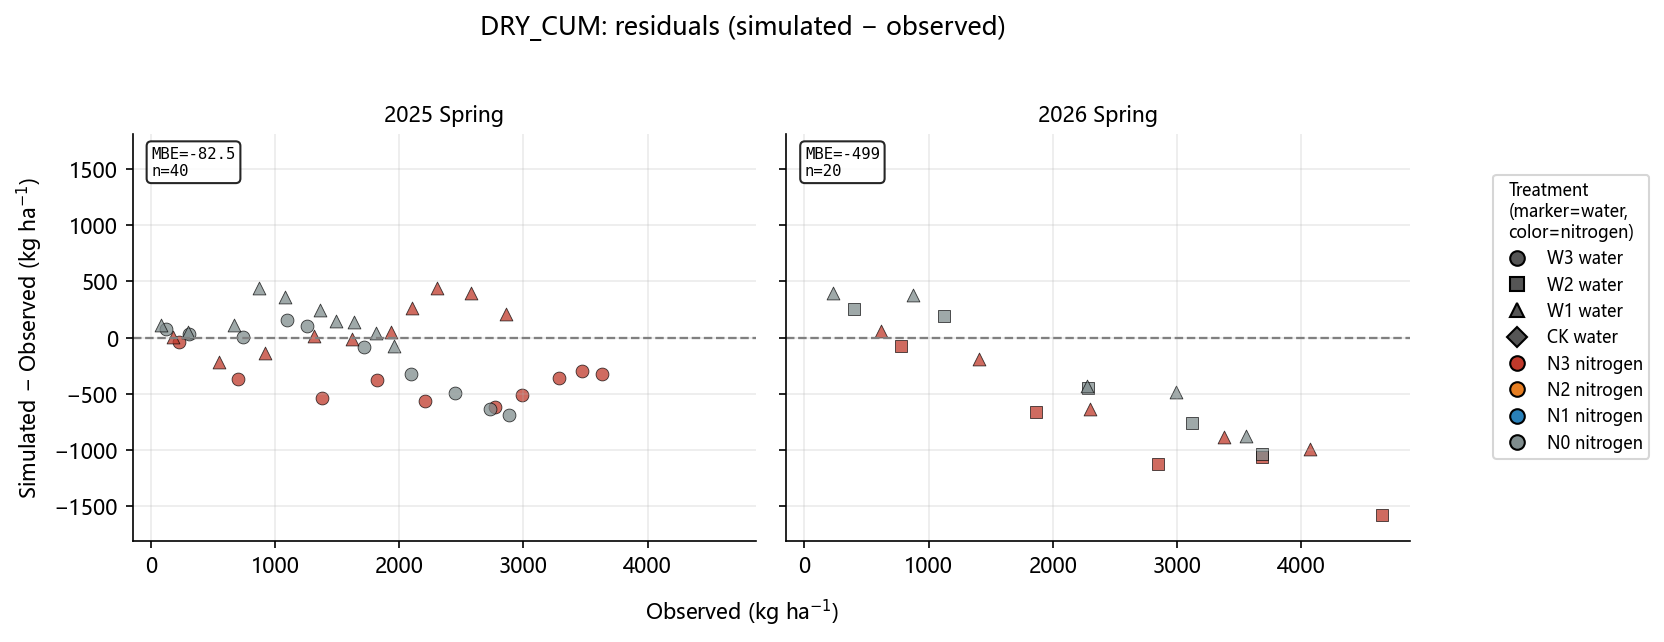 DRY_CUM: residuals (simulated − observed)
2025 Spring
2026 Spring
MBE=-82.5
n=40
MBE=-499
n=20
Simulated − Observed (kg ha⁻¹)
1500
1000
500
0
−500
−1000
−1500
0 1000 2000 3000 4000
0 1000 2000 3000 4000
Observed (kg ha⁻¹)
Treatment
(marker=water,
color=nitrogen)
W3 water
W2 water
W1 water
CK water
N3 nitrogen
N2 nitrogen
N1 nitrogen
N0 nitrogen